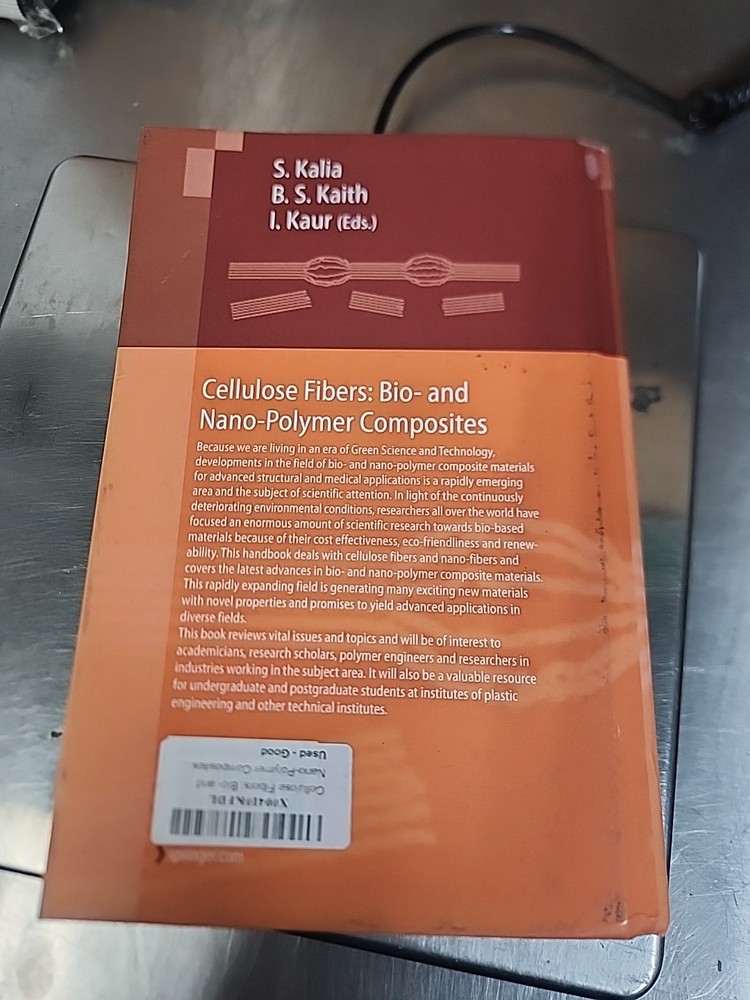 S. Kalia
B. S. Kaith
I. Kaur (Eds.)
Cellulose Fibers: Bio- and
Nano-Polymer Composites
Because we are living in an era of Green Science and Technology,
developments in the field of bio- and nano-polymer composite materials
for advanced structural and medical applications is a rapidly emerging
area and the subject of scientific attention. In light of the continuously
deteriorating environmental conditions, researchers all over the world have
focused an enormous amount of scientific research towards bio-based
materials because of their cost effectiveness, eco-friendliness and renew-
ability. This handbook deals with cellulose fibers and nano-fibers and
covers the latest advances in bio- and nano-polymer composite materials.
This rapidly expanding field is generating many exciting new materials
with novel properties and promises to yield advanced applications in
diverse fields.
This book reviews vital issues and topics and will be of interest to
academicians, research scholars, polymer engineers and researchers in
industries working in the subject area. It will also be a valuable resource
for undergraduate and postgraduate students at institutes of plastic
engineering and other technical institutes.
Cellulose Fibers: Bio- and
Nano-Polymer Composites
Used - Good
springer.com